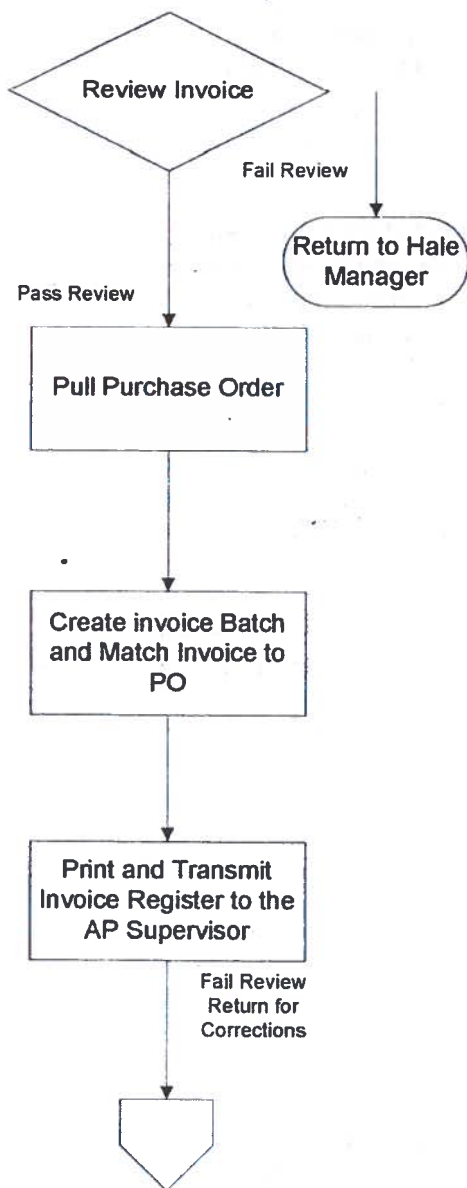 Review Invoice
Fail Review
Return to Hale
Manager
Pass Review
Pull Purchase Order
Create invoice Batch
and Match Invoice to
PO
Print and Transmit
Invoice Register to the
AP Supervisor
Fail Review
Return for
Corrections